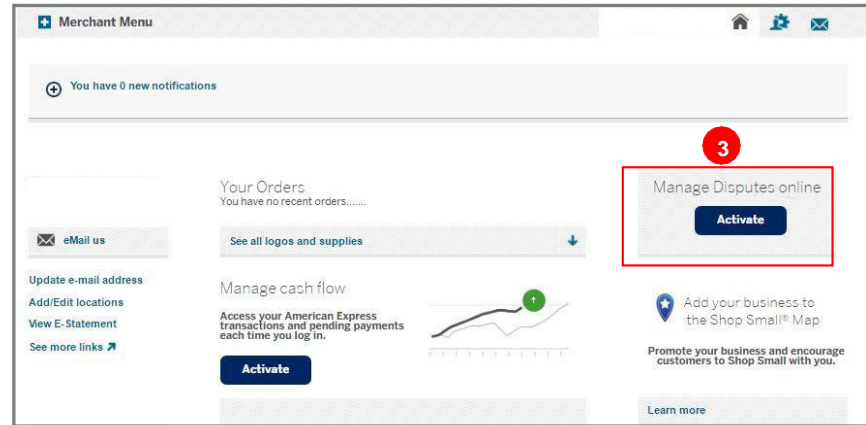 Merchant Menu
You have 0 new notifications
3
Your Orders
You have no recent orders.......
Manage Disputes online
Activate
eMail us
See all logos and supplies
Update e-mail address
Add/Edit locations
View E-Statement
See more links
Manage cash flow
Access your American Express
transactions and pending payments
each time you log in.
Activate
Add your business to
the Shop Small® Map
Promote your business and encourage
customers to Shop Small with you.
Learn more